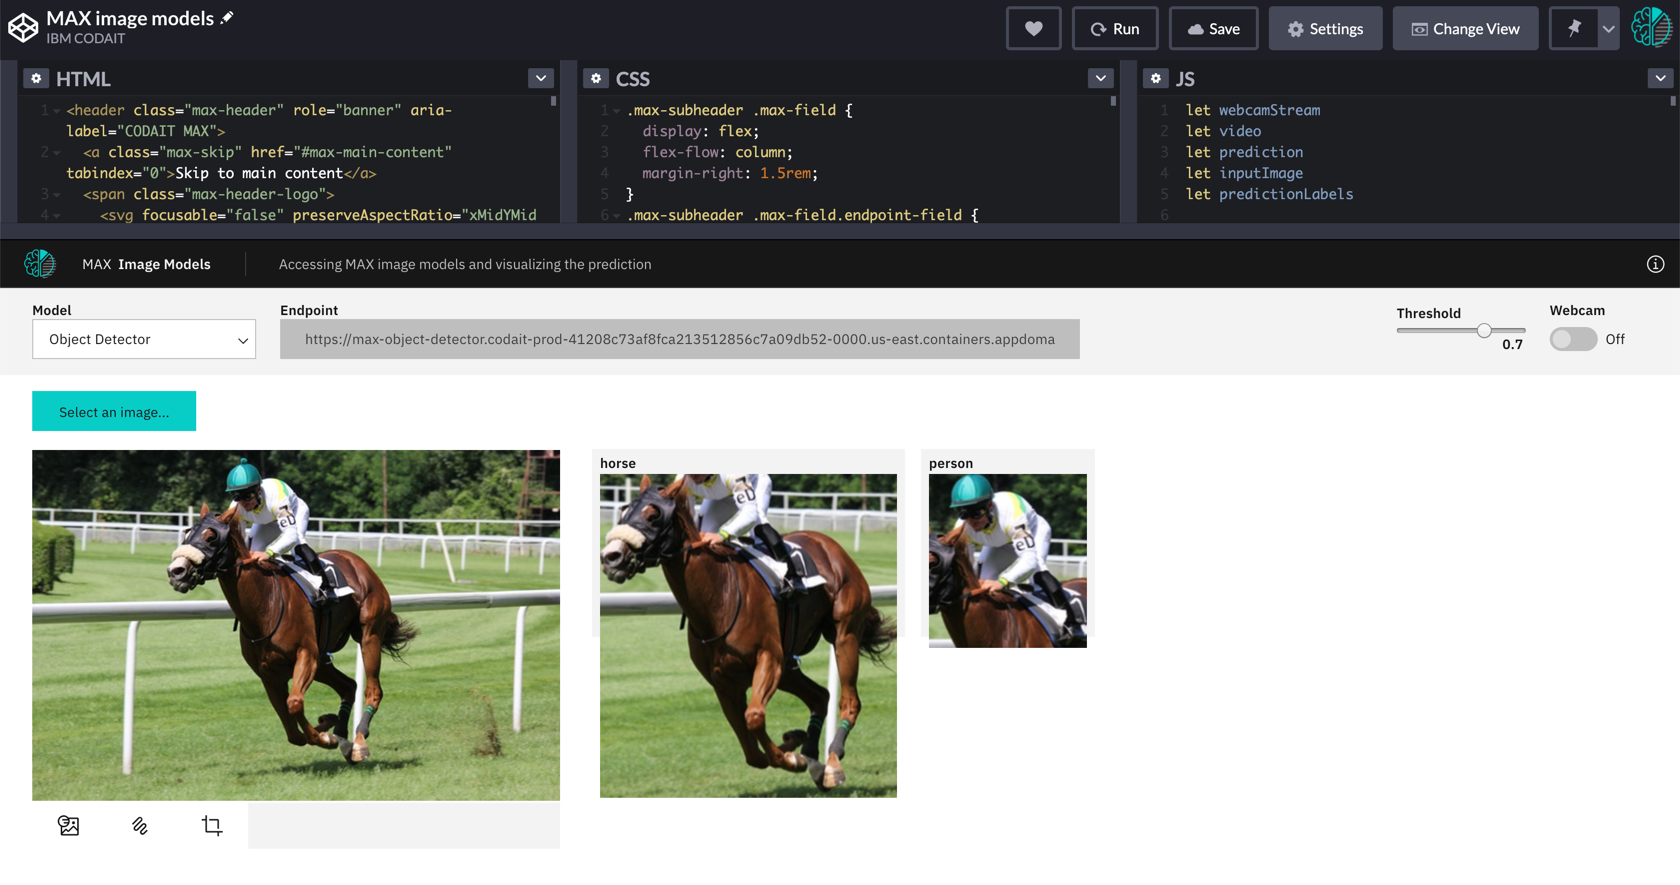 MAX image models
IBM CODAIT
Run
Save
Settings
Change View
HTML
1 <header class="max-header" role="banner" aria-
label="CODAIT MAX">
2 <a class="max-skip" href="#max-main-content"
tabindex="0">Skip to main content</a>
3 <span class="max-header-logo">
4 <svg focusable="false" preserveAspectRatio="xMidYMid
CSS
1 .max-subheader .max-field {
2 display: flex;
3 flex-flow: column;
4 margin-right: 1.5rem;
5 }
6 .max-subheader .max-field.endpoint-field {
JS
1 let webcamStream
2 let video
3 let prediction
4 let inputImage
5 let predictionLabels
6
MAX Image Models
Accessing MAX image models and visualizing the prediction
Model
Object Detector
Endpoint
https://max-object-detector.codait-prod-41208c73af8fca213512856c7a09db52-0000.us-east.containers.appdoma
Threshold
0.7
Webcam
Off
Select an image...
eD
horse
eD
person
eD